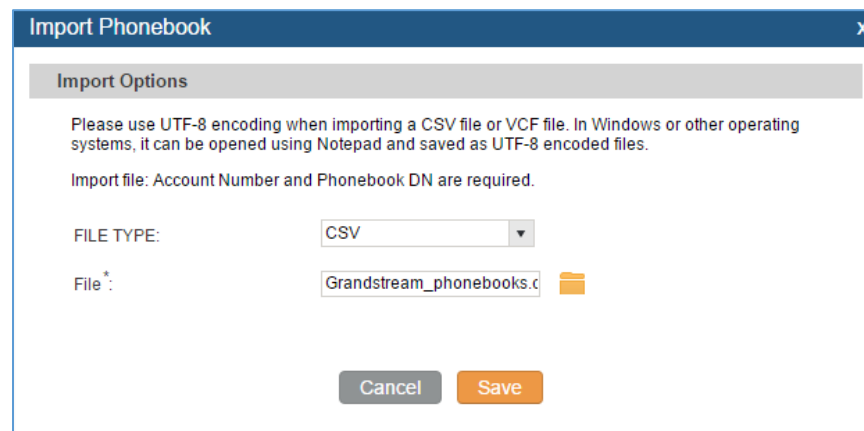 Import Phonebook x
Import Options
Please use UTF-8 encoding when importing a CSV file or VCF file. In Windows or other operating
systems, it can be opened using Notepad and saved as UTF-8 encoded files.
Import file: Account Number and Phonebook DN are required.
FILE TYPE: CSV
File*: Grandstream_phonebooks.c
Cancel Save